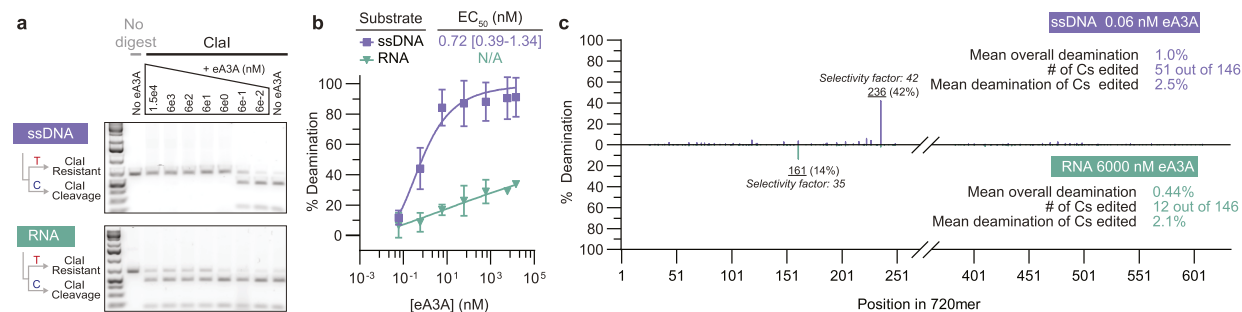 a
No
digest
ClaI
+ eA3A (nM)
No eA3A
1.5e4
6e3
6e2
6e1
6e0
6e-1
6e-2
No eA3A
ssDNA
T
ClaI
Resistant
C
ClaI
Cleavage
RNA
T
ClaI
Resistant
C
ClaI
Cleavage
b
Substrate
EC50 (nM)
ssDNA
0.72 [0.39-1.34]
RNA
N/A
% Deamination
100
80
60
40
20
0
10-3
10-1
101
103
105
[eA3A] (nM)
c
ssDNA 0.06 nM eA3A
Mean overall deamination 1.0%
# of Cs edited 51 out of 146
Mean deamination of Cs edited 2.5%
Selectivity factor: 42
236 (42%)
161 (14%)
Selectivity factor: 35
RNA 6000 nM eA3A
Mean overall deamination 0.44%
# of Cs edited 12 out of 146
Mean deamination of Cs edited 2.1%
% Deamination
100
80
60
40
20
0
20
40
60
80
100
1
51
101
151
201
251
401
451
501
551
601
Position in 720mer